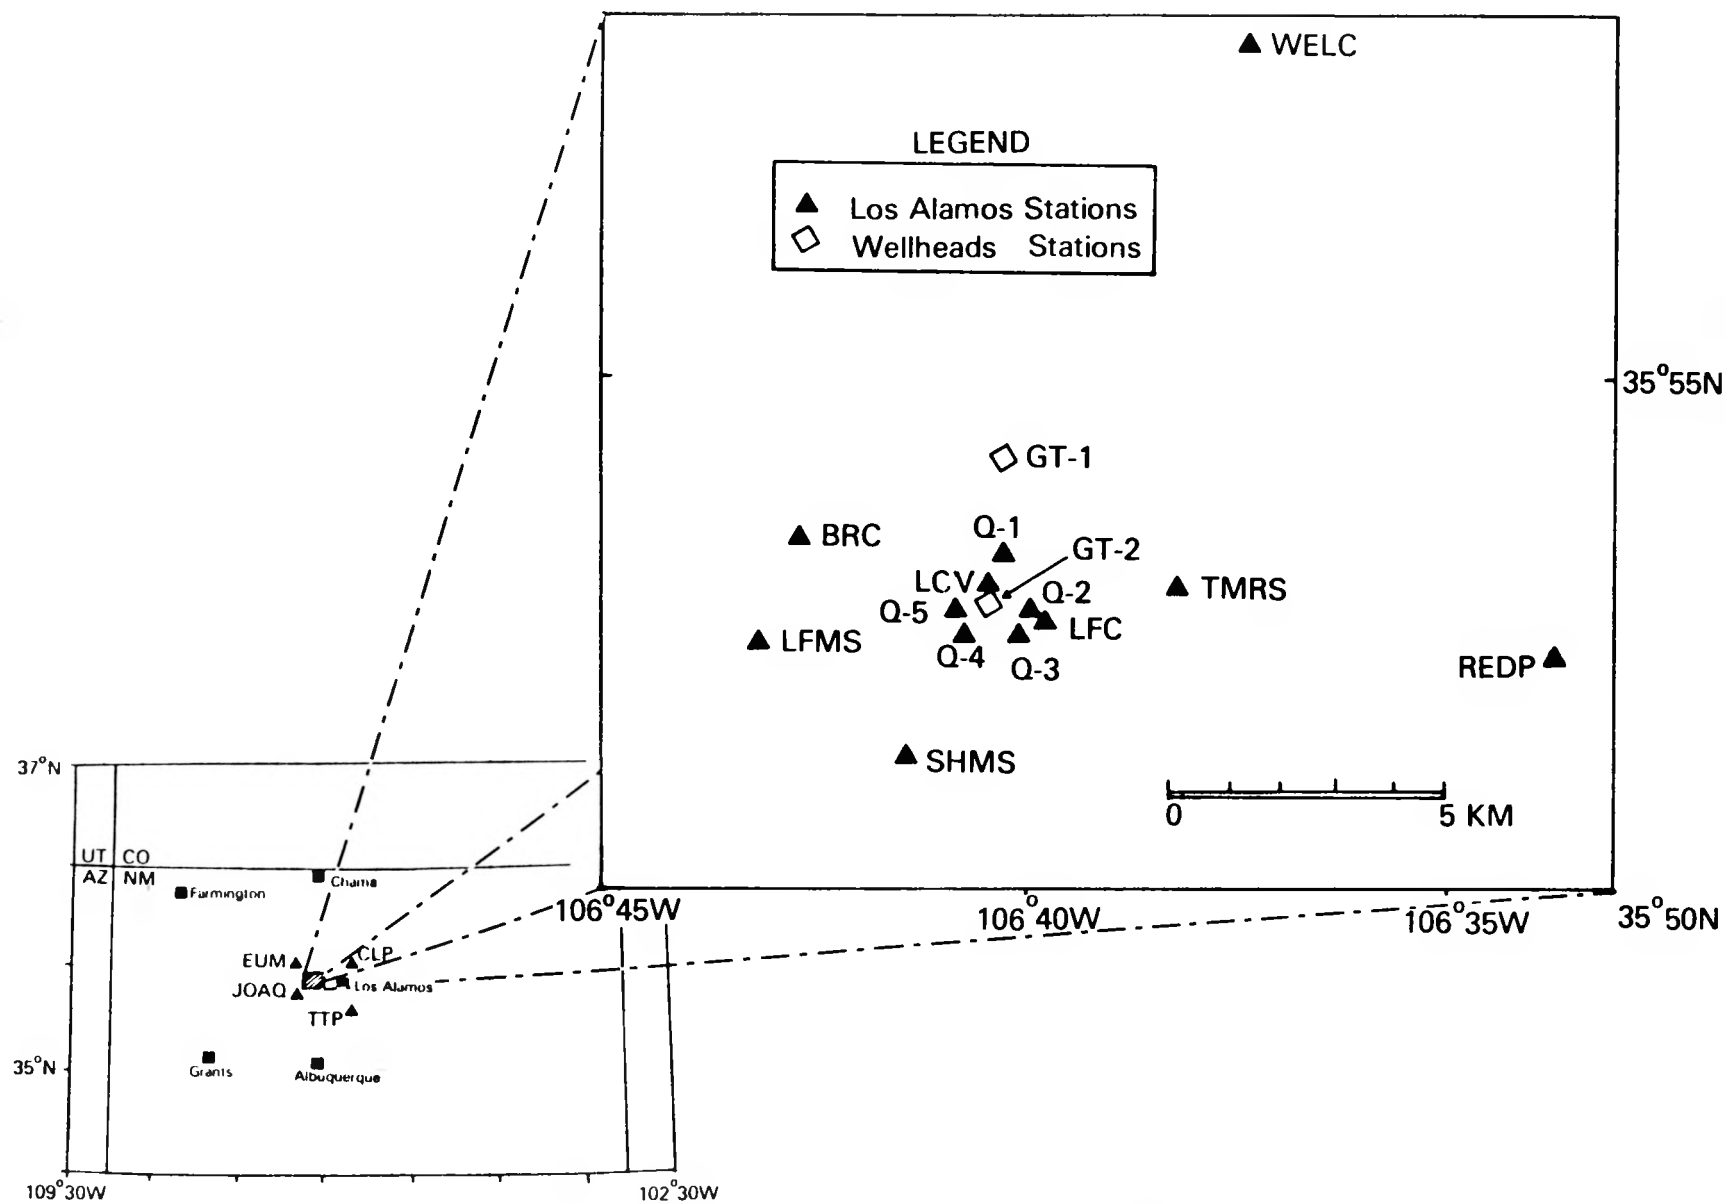 WELC
LEGEND
Los Alamos Stations
Wellheads Stations
35°55N
GT-1
BRC
Q-1
GT-2
LCV
Q-5
Q-2
TMRS
LFMS
LFC
Q-4
Q-3
REDP
SHMS
0
5 KM
106°45W
106°40W
106°35W
35°50N
37°N
UT
CO
AZ
NM
Farmington
Chama
EUM
CLP
JOAQ
Los Alamos
TTP
35°N
Grants
Albuquerque
109°30W
102°30W